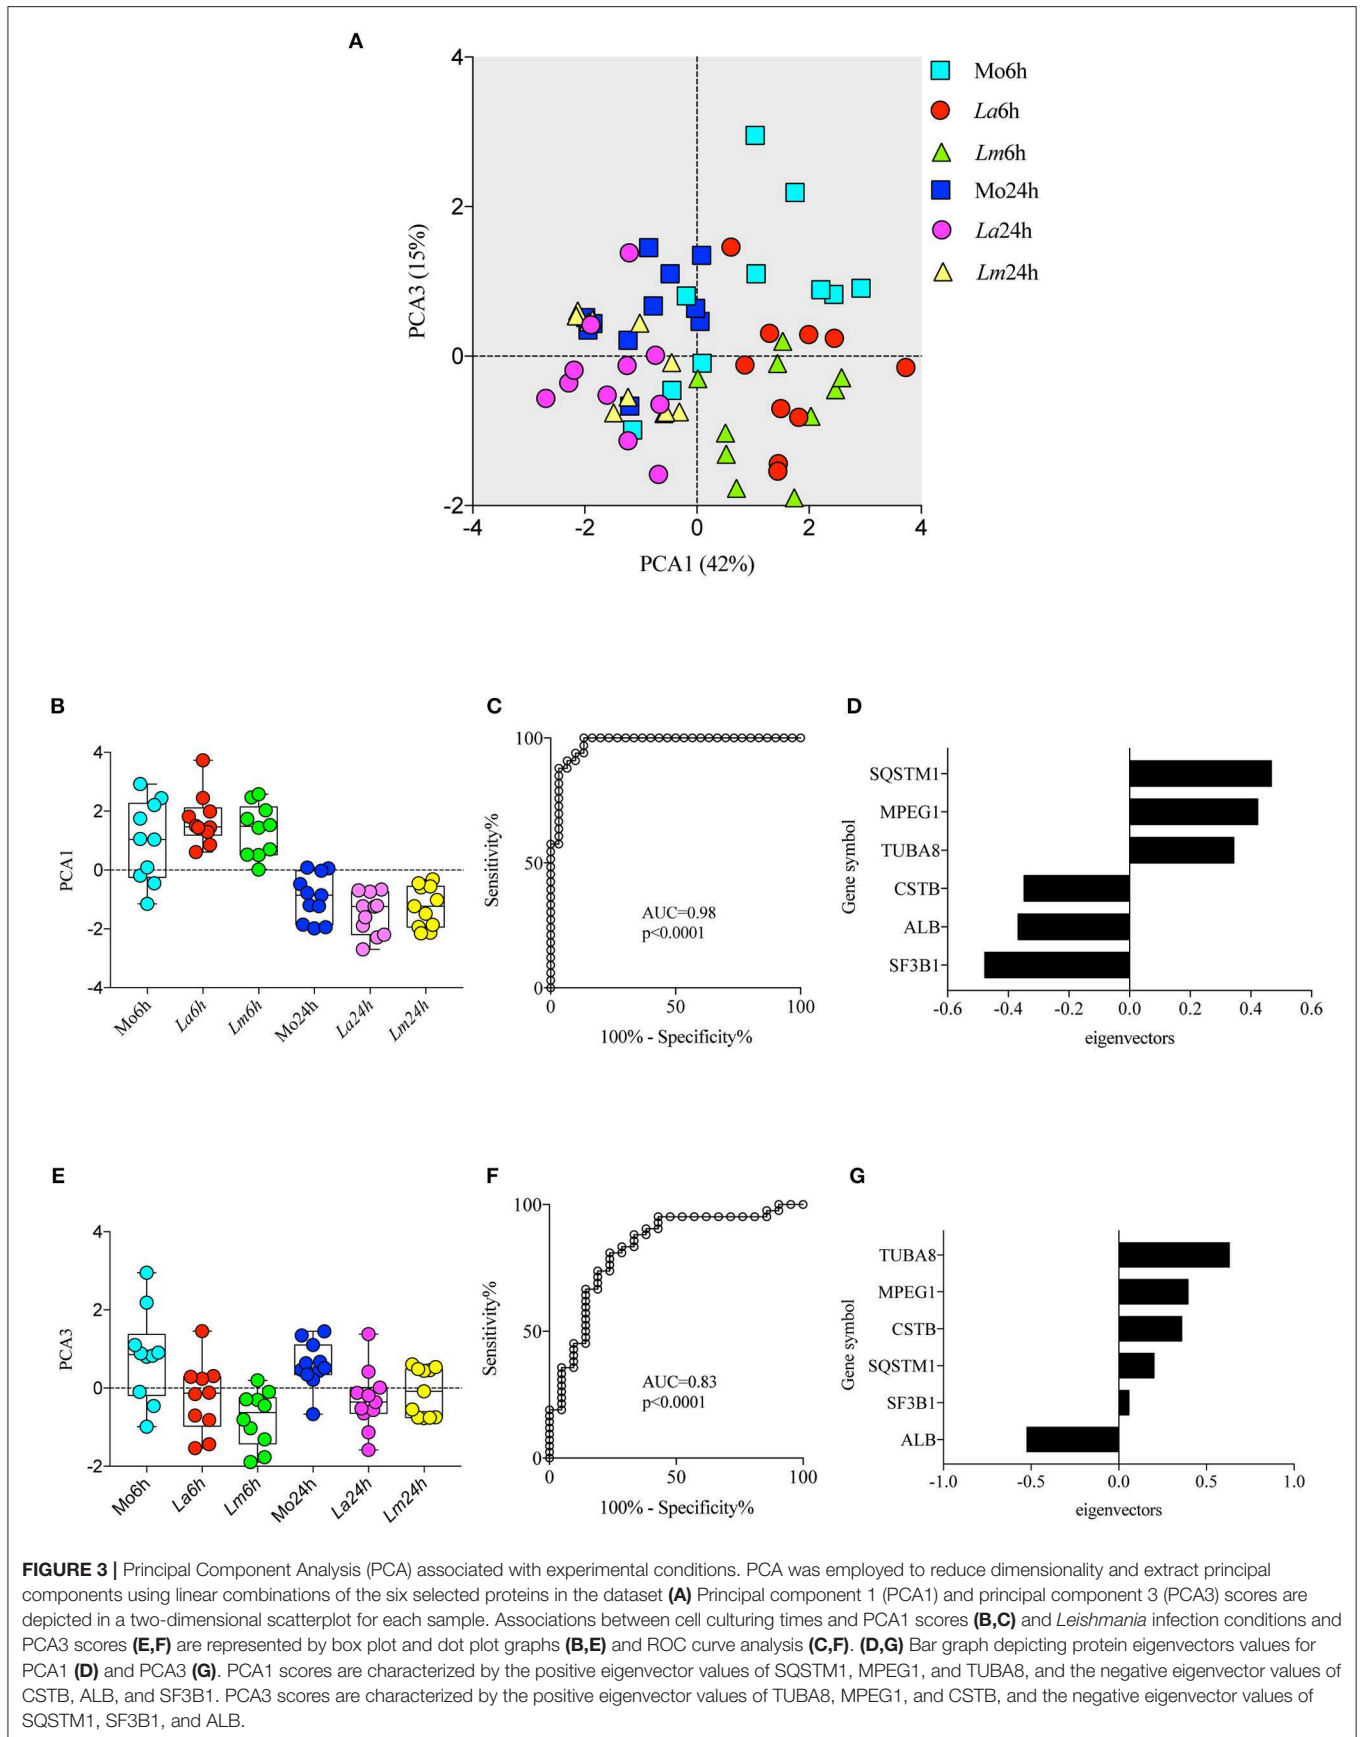 A
4
2
0
-2
-4
-2
0
2
4
PCA3 (15%)
PCA1 (42%)
Mo6h
La6h
Lm6h
Mo24h
La24h
Lm24h
B
4
2
0
-2
-4
PCA1
Mo6h
La6h
Lm6h
Mo24h
La24h
Lm24h
C
100
50
0
0
50
100
Sensitivity%
AUC=0.98
p<0.0001
100% - Specificity%
D
Gene symbol
SQSTM1
MPEG1
TUBA8
CSTB
ALB
SF3B1
-0.6
-0.4
-0.2
0.0
0.2
0.4
0.6
eigenvectors
E
4
2
0
-2
PCA3
Mo6h
La6h
Lm6h
Mo24h
La24h
Lm24h
F
100
50
0
0
50
100
Sensitivity%
AUC=0.83
p<0.0001
100% - Specificity%
G
Gene symbol
TUBA8
MPEG1
CSTB
SQSTM1
SF3B1
ALB
-1.0
-0.5
0.0
0.5
1.0
eigenvectors
FIGURE 3 | Principal Component Analysis (PCA) associated with experimental conditions. PCA was employed to reduce dimensionality and extract principal
components using linear combinations of the six selected proteins in the dataset (A) Principal component 1 (PCA1) and principal component 3 (PCA3) scores are
depicted in a two-dimensional scatterplot for each sample. Associations between cell culturing times and PCA1 scores (B,C) and Leishmania infection conditions and
PCA3 scores (E,F) are represented by box plot and dot plot graphs (B,E) and ROC curve analysis (C,F). (D,G) Bar graph depicting protein eigenvectors values for
PCA1 (D) and PCA3 (G). PCA1 scores are characterized by the positive eigenvector values of SQSTM1, MPEG1, and TUBA8, and the negative eigenvector values of
CSTB, ALB, and SF3B1. PCA3 scores are characterized by the positive eigenvector values of TUBA8, MPEG1, and CSTB, and the negative eigenvector values of
SQSTM1, SF3B1, and ALB.